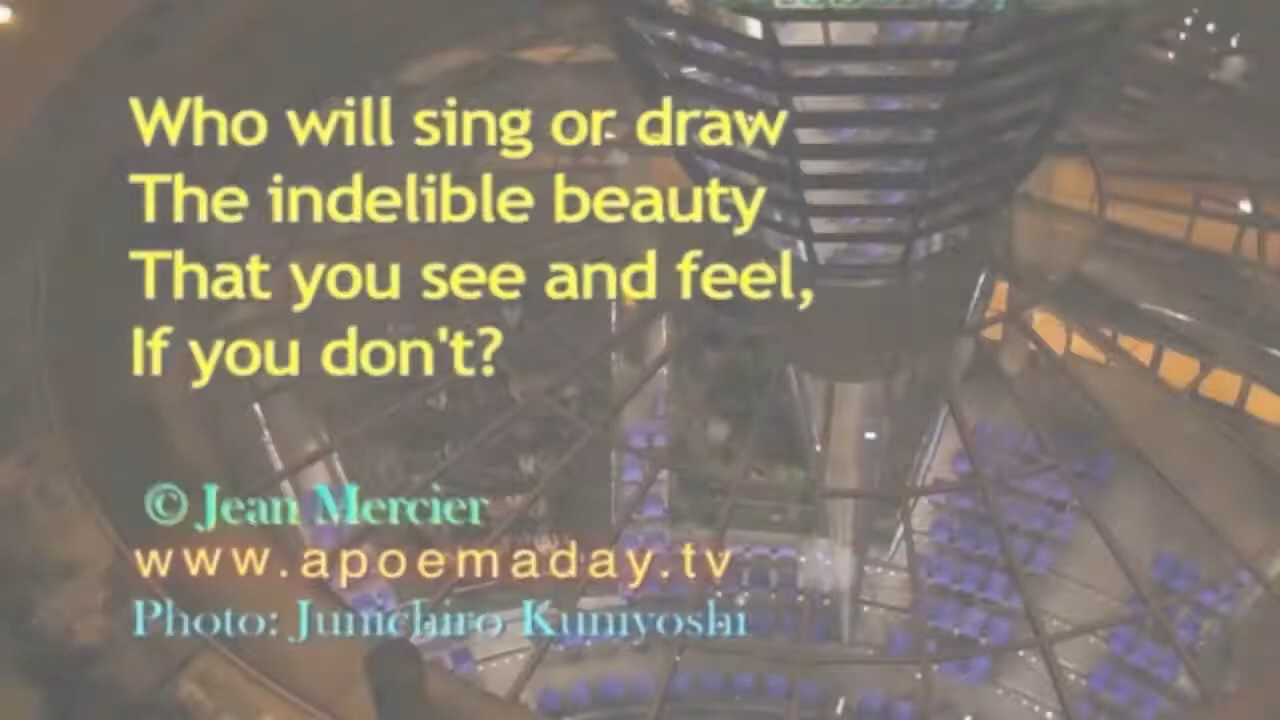 Who will sing or draw
The indelible beauty
That you see and feel,
If you don't?
© Jean Mercier
www.apoemaday.tv
Photo: Junichiro Kuniyoshi